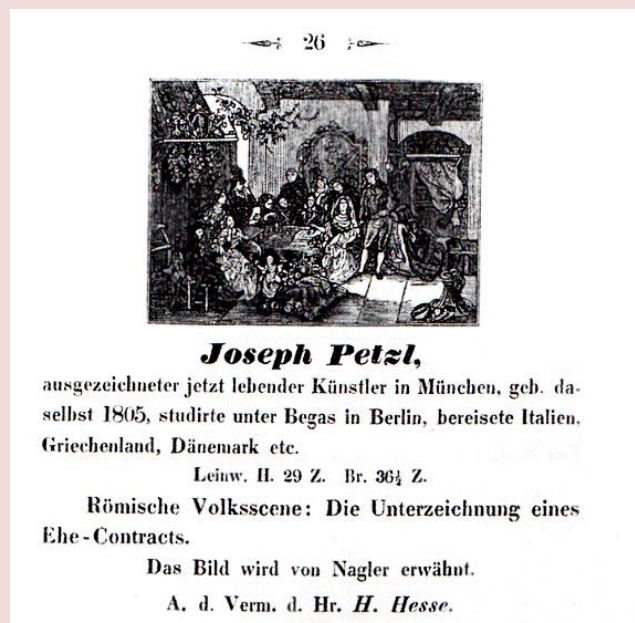 26
Joseph Petzl,
ausgezeichneter jetzt lebender Künstler in München, geb. da-
selbst 1805, studirte unter Begas in Berlin, bereisete Italien,
Griechenland, Dänemark etc.
Leinw. H. 29 Z. Br. 36½ Z.
Römische Volksscene: Die Unterzeichnung eines
Ehe-Contracts.
Das Bild wird von Nagler erwähnt.
A. d. Verm. d. Hr. H. Hesse.